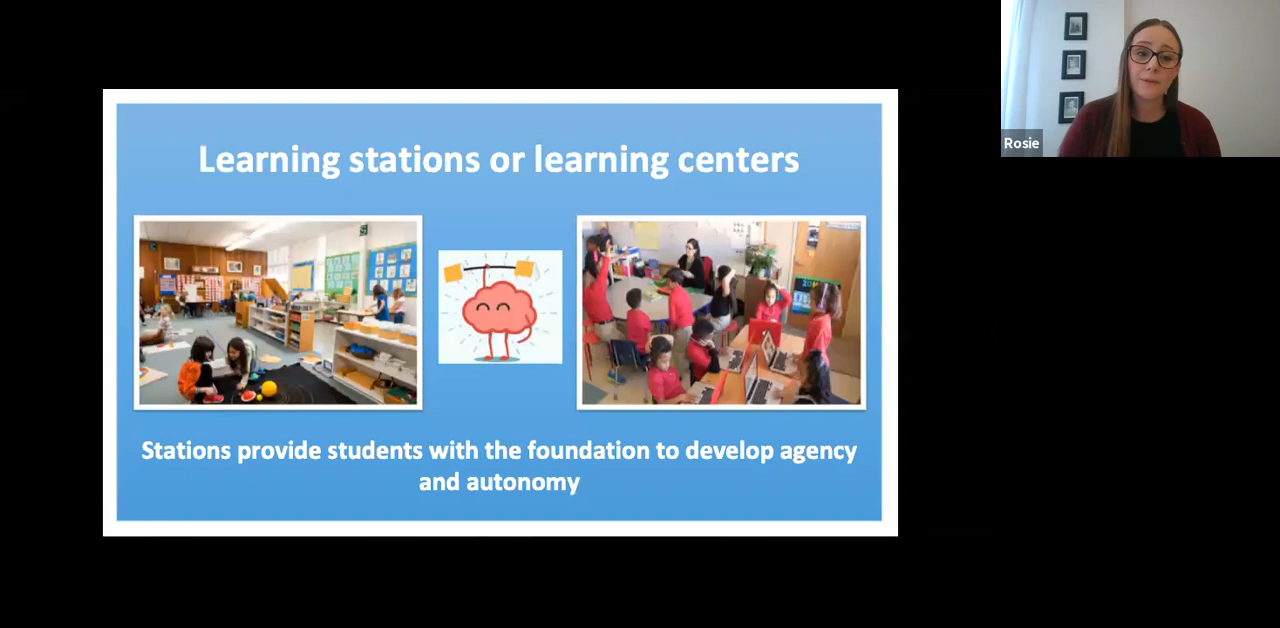 Learning stations or learning centers
Stations provide students with the foundation to develop agency
and autonomy
Rosie